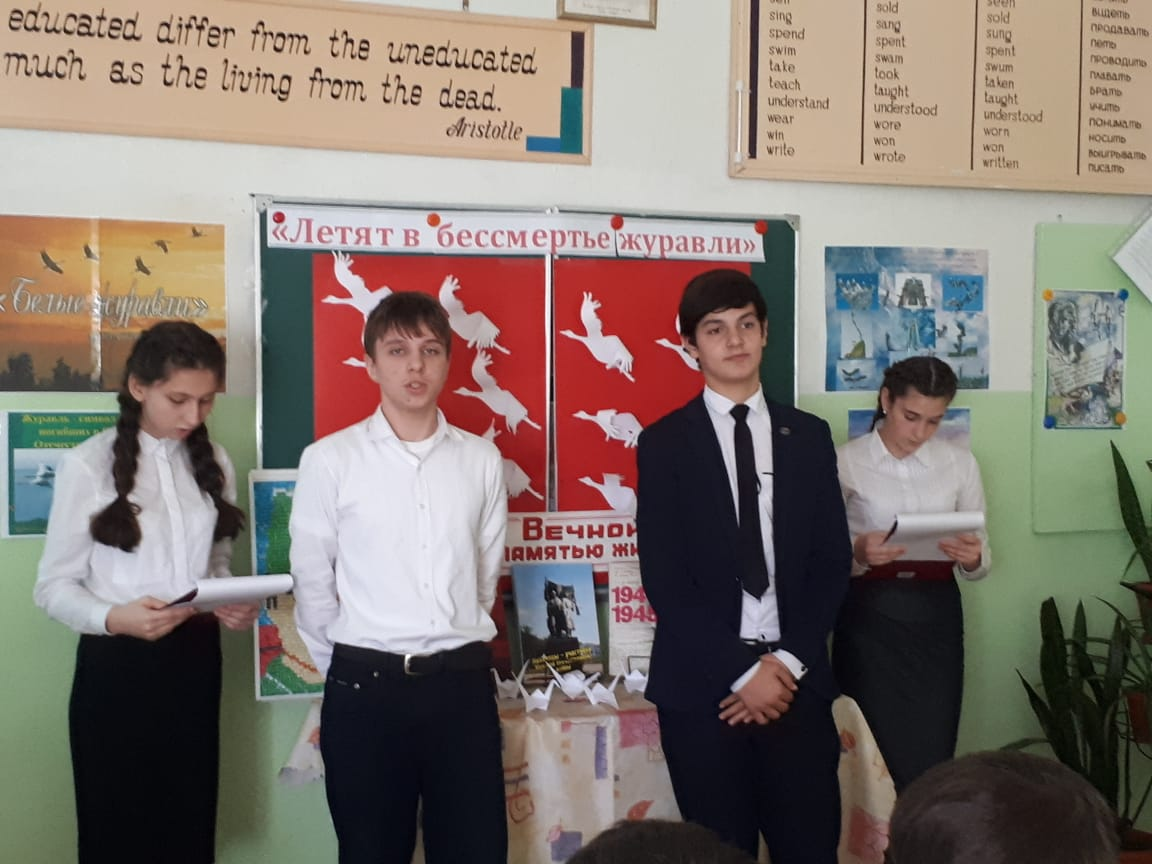 educated differ from the uneducated
much as the living from the dead.
Aristotle
sing sang sung петь
spend spent spent проводить
swim swam swum плавать
take took taken брать
teach taught taught учить
understand understood understood понимать
wear wore worn носить
win won won выигрывать
write wrote written писать
sold
seen
sold
видеть
продавать
«Белые журавли»
«Летят в бессмертье журавли»
Журавль - символ
погибших в
Вечной
памятью
1945